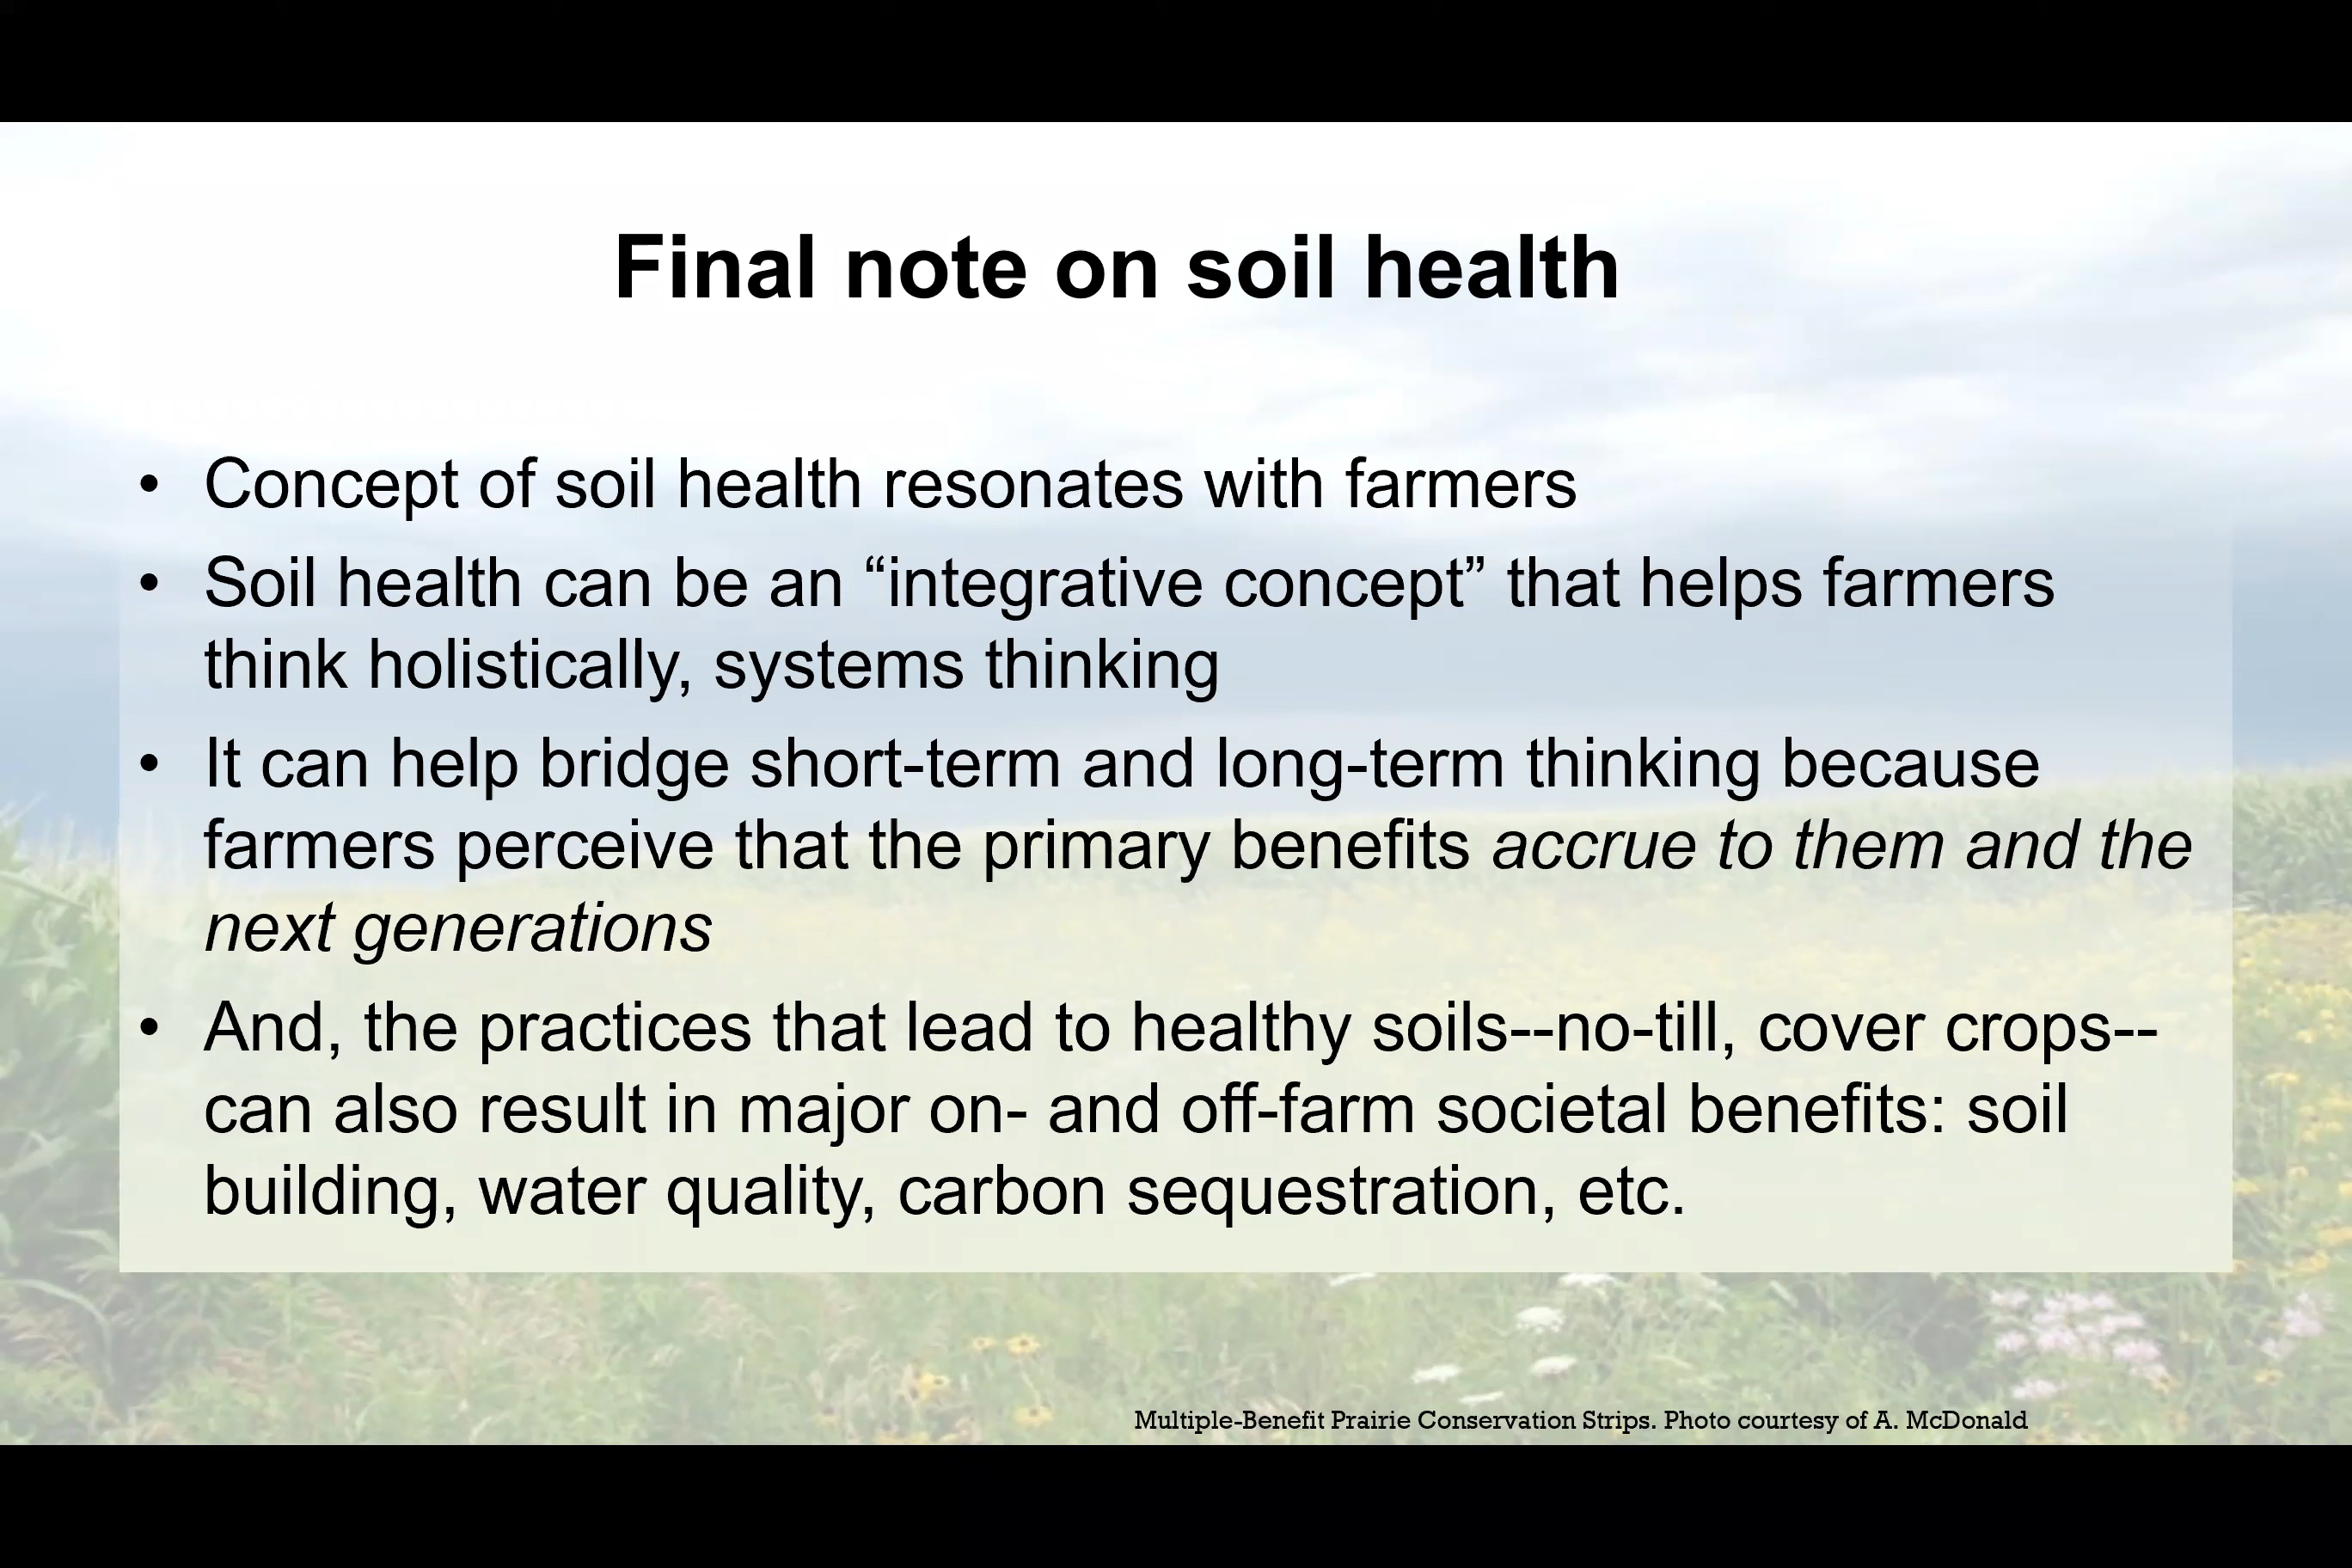 Final note on soil health
• Concept of soil health resonates with farmers
• Soil health can be an “integrative concept” that helps farmers
think holistically, systems thinking
• It can help bridge short-term and long-term thinking because
farmers perceive that the primary benefits accrue to them and the
next generations
• And, the practices that lead to healthy soils--no-till, cover crops--
can also result in major on- and off-farm societal benefits: soil
building, water quality, carbon sequestration, etc.
Multiple-Benefit Prairie Conservation Strips. Photo courtesy of A. McDonald